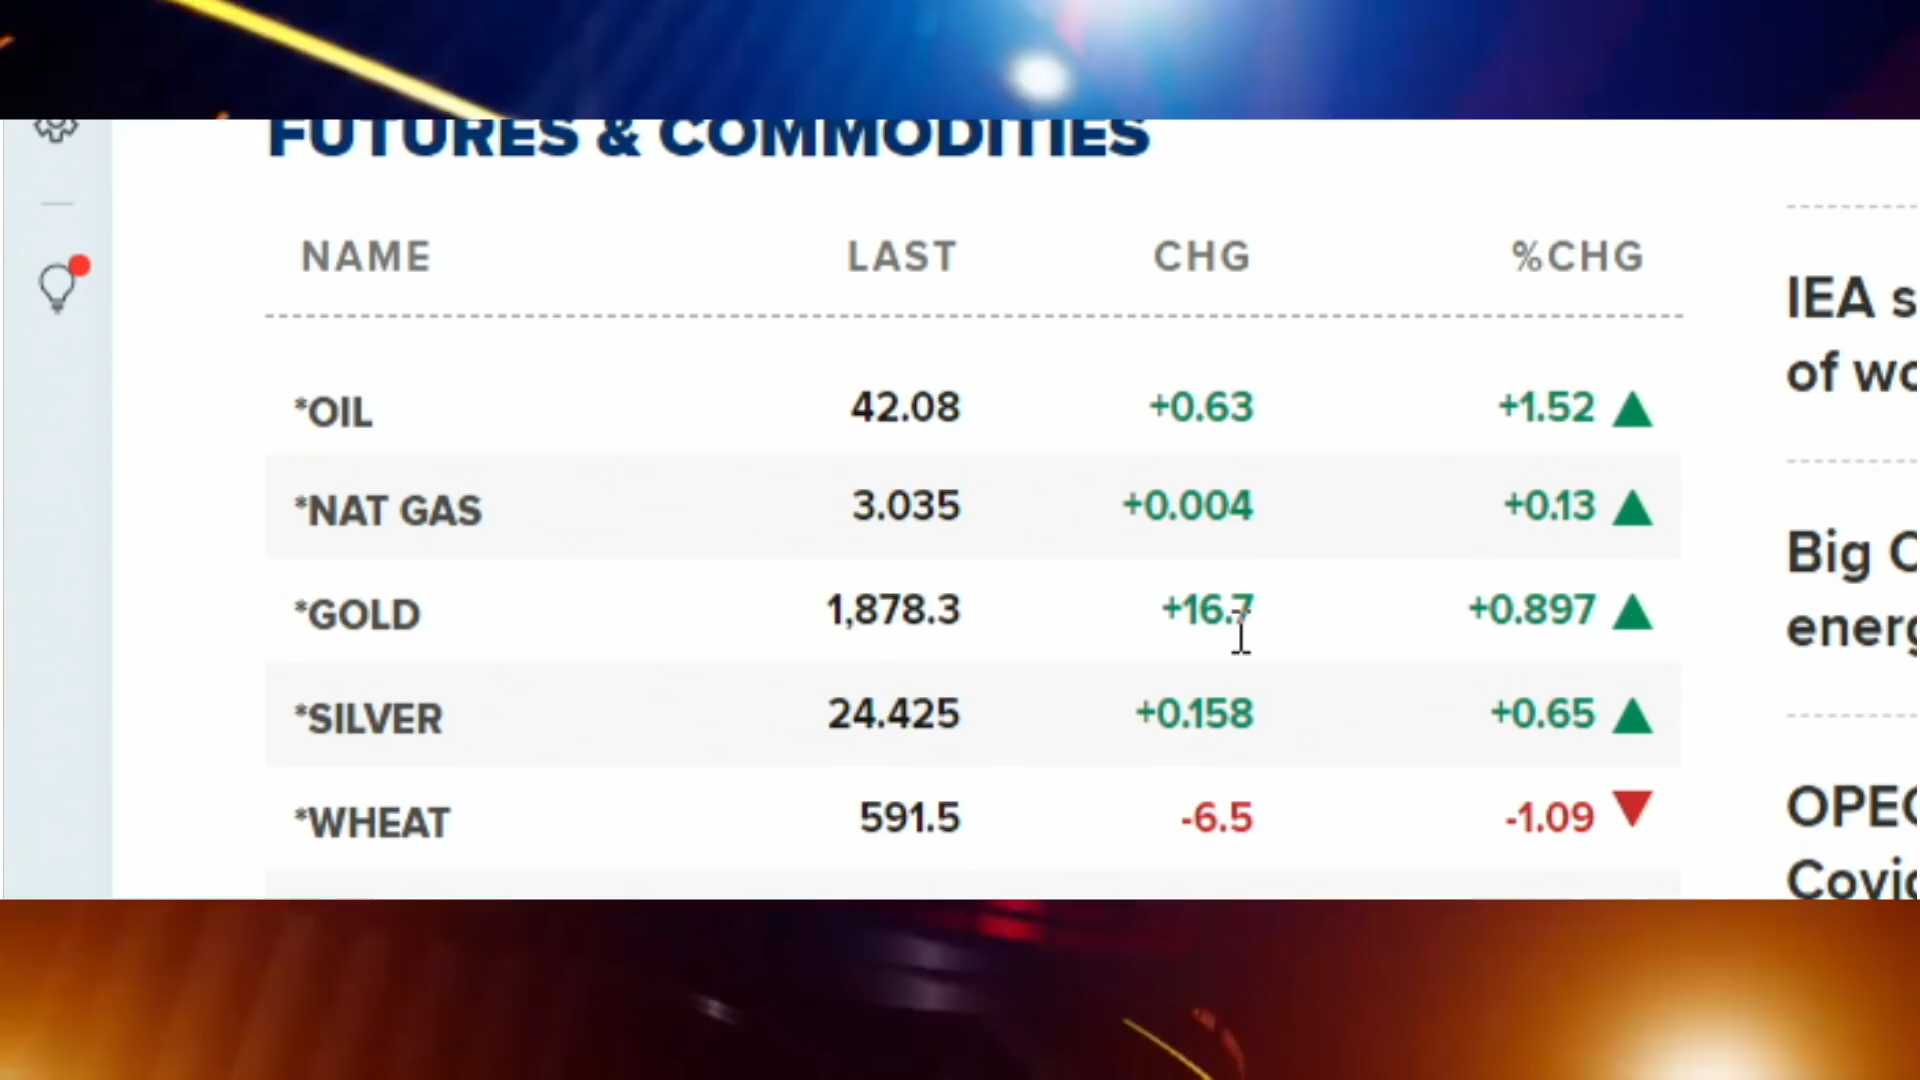 FUTURES & COMMODITIES
NAME LAST CHG %CHG
*OIL 42.08 +0.63 +1.52
*NAT GAS 3.035 +0.004 +0.13
*GOLD 1,878.3 +16.7 +0.897
*SILVER 24.425 +0.158 +0.65
*WHEAT 591.5 -6.5 -1.09
IEA
of
Big